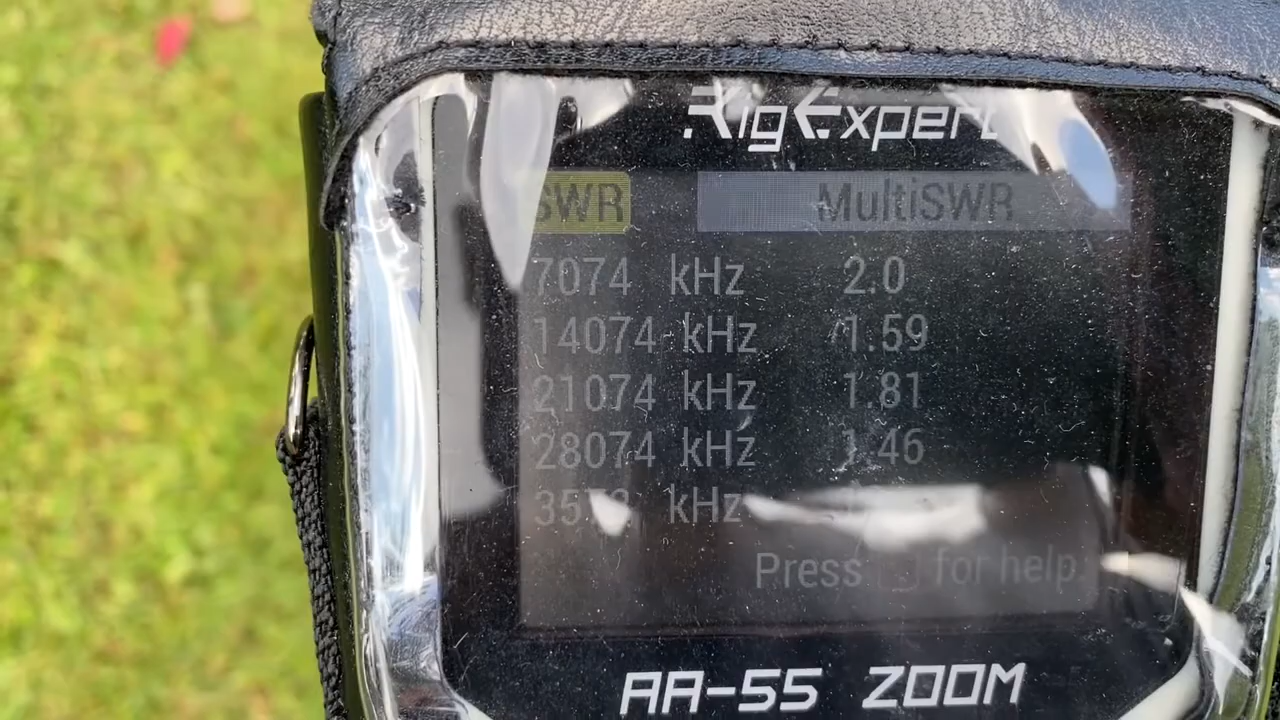 RigExpert
SWR MultiSWR
7074 kHz 2.0
14074 kHz 1.59
21074 kHz 1.81
28074 kHz 1.46
kHz
Press for help
AA-55 ZOOM